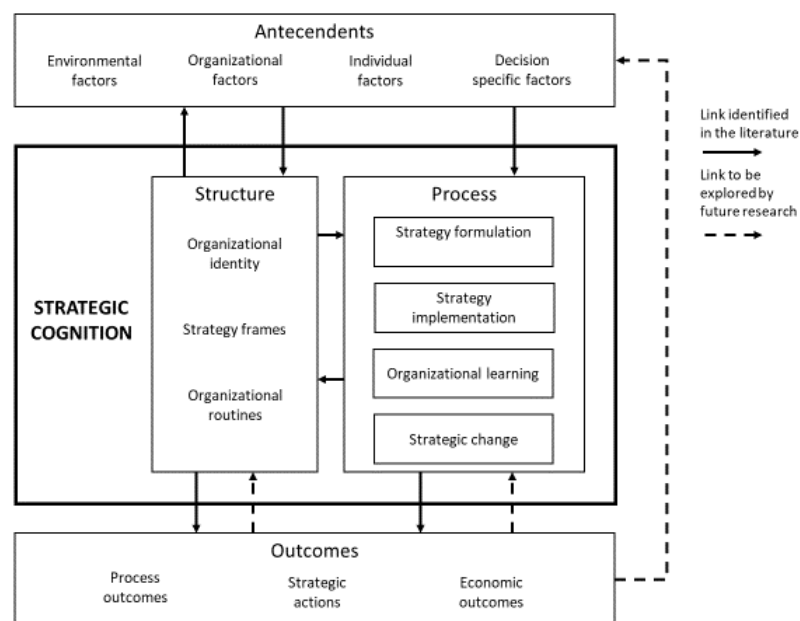 Antecendents
Environmental
factors
Organizational
factors
Individual
factors
Decision
specific factors
Link identified
in the literature
Link to be
explored by
future research
STRATEGIC
COGNITION
Structure
Organizational
identity
Strategy frames
Organizational
routines
Process
Strategy formulation
Strategy
implementation
Organizational learning
Strategic change
Outcomes
Process
outcomes
Strategic
actions
Economic
outcomes